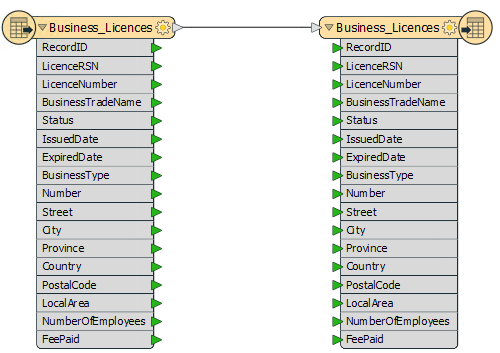 Business_Licences
RecordID
LicenceRSN
LicenceNumber
BusinessTradeName
Status
IssuedDate
ExpiredDate
BusinessType
Number
Street
City
Province
Country
PostalCode
LocalArea
NumberOfEmployees
FeePaid
Business_Licences
RecordID
LicenceRSN
LicenceNumber
BusinessTradeName
Status
IssuedDate
ExpiredDate
BusinessType
Number
Street
City
Province
Country
PostalCode
LocalArea
NumberOfEmployees
FeePaid